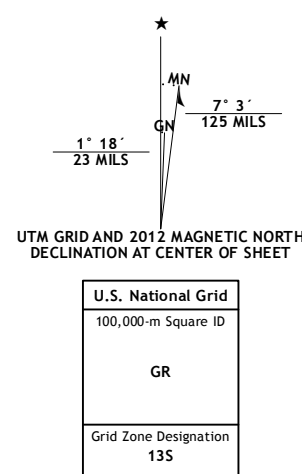 ★
MN
GN
7° 3´
125 MILS
1° 18´
23 MILS
UTM GRID AND 2012 MAGNETIC NORTH
DECLINATION AT CENTER OF SHEET
U.S. National Grid
100,000-m Square ID
GR
Grid Zone Designation
13S